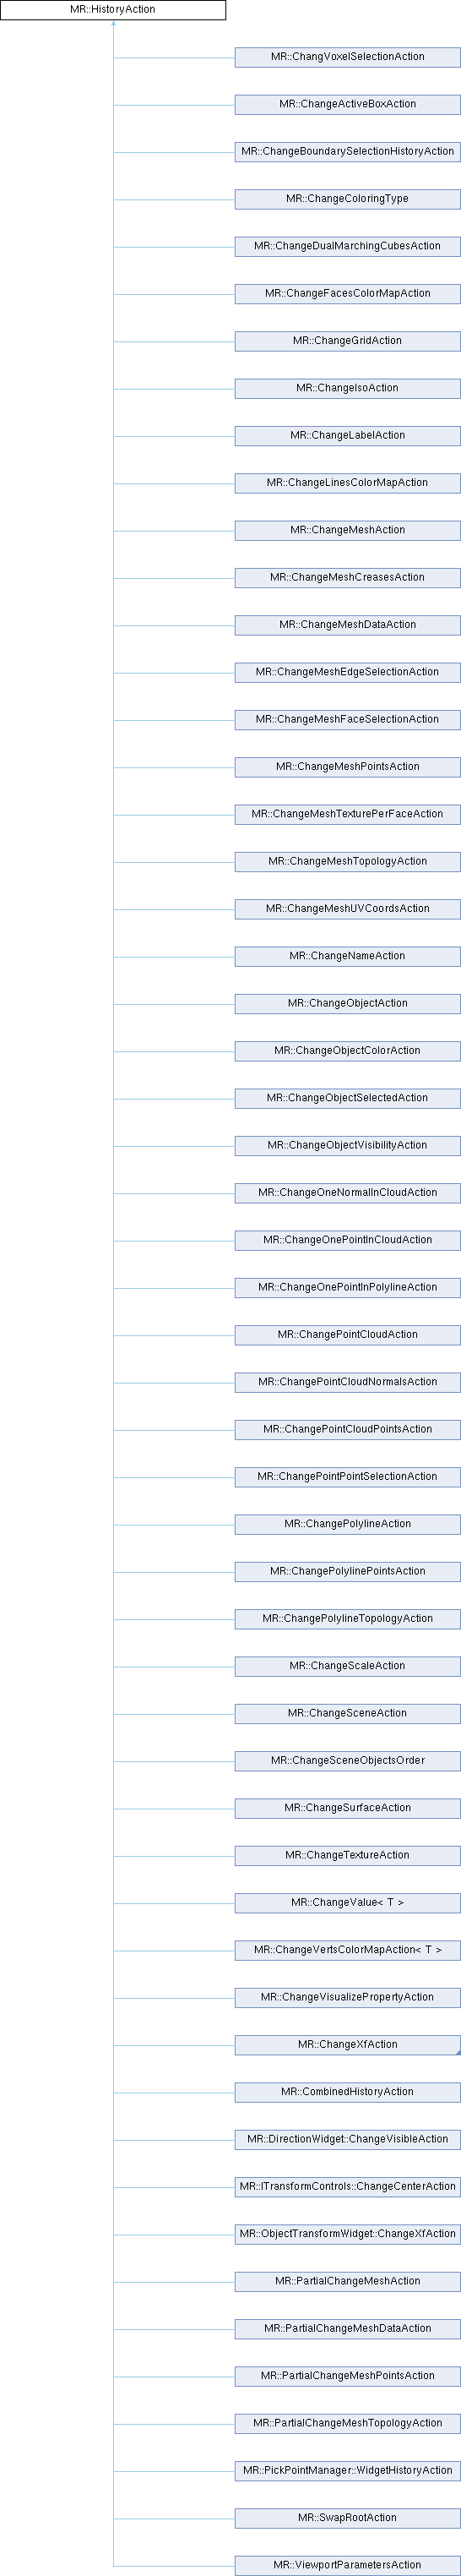 MR::HistoryAction
MR::ChangVoxelSelectionAction
MR::ChangeActiveBoxAction
MR::ChangeBoundarySelectionHistoryAction
MR::ChangeColoringType
MR::ChangeDualMarchingCubesAction
MR::ChangeFacesColorMapAction
MR::ChangeGridAction
MR::ChangeIsoAction
MR::ChangeLabelAction
MR::ChangeLinesColorMapAction
MR::ChangeMeshAction
MR::ChangeMeshCreasesAction
MR::ChangeMeshDataAction
MR::ChangeMeshEdgeSelectionAction
MR::ChangeMeshFaceSelectionAction
MR::ChangeMeshPointsAction
MR::ChangeMeshTexturePerFaceAction
MR::ChangeMeshTopologyAction
MR::ChangeMeshUVCoordsAction
MR::ChangeNameAction
MR::ChangeObjectAction
MR::ChangeObjectColorAction
MR::ChangeObjectSelectedAction
MR::ChangeObjectVisibilityAction
MR::ChangeOneNormalInCloudAction
MR::ChangeOnePointInCloudAction
MR::ChangeOnePointInPolylineAction
MR::ChangePointCloudAction
MR::ChangePointCloudNormalsAction
MR::ChangePointCloudPointsAction
MR::ChangePointPointSelectionAction
MR::ChangePolylineAction
MR::ChangePolylinePointsAction
MR::ChangePolylineTopologyAction
MR::ChangeScaleAction
MR::ChangeSceneAction
MR::ChangeSceneObjectsOrder
MR::ChangeSurfaceAction
MR::ChangeTextureAction
MR::ChangeValue< T >
MR::ChangeVertsColorMapAction< T >
MR::ChangeVisualizePropertyAction
MR::ChangeXfAction
MR::CombinedHistoryAction
MR::DirectionWidget::ChangeVisibleAction
MR::ITransformControls::ChangeCenterAction
MR::ObjectTransformWidget::ChangeXfAction
MR::PartialChangeMeshAction
MR::PartialChangeMeshDataAction
MR::PartialChangeMeshPointsAction
MR::PartialChangeMeshTopologyAction
MR::PickPointManager::WidgetHistoryAction
MR::SwapRootAction
MR::ViewportParametersAction